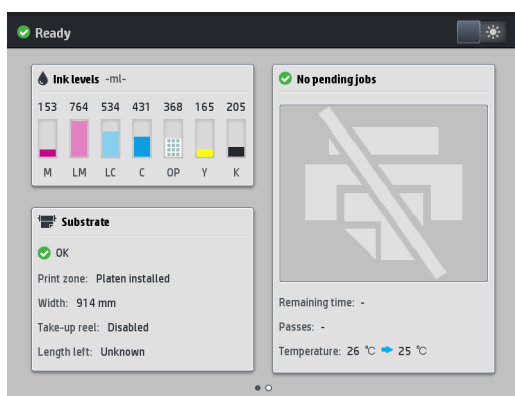 Ready
Ink levels -ml-
153 764 534 431 368 165 205
M LM LC C OP Y K
Substrate
OK
Print zone: Platen installed
Width: 914 mm
Take-up reel: Disabled
Length left: Unknown
No pending jobs
Remaining time: -
Passes: -
Temperature: 26 °C ➡ 25 °C